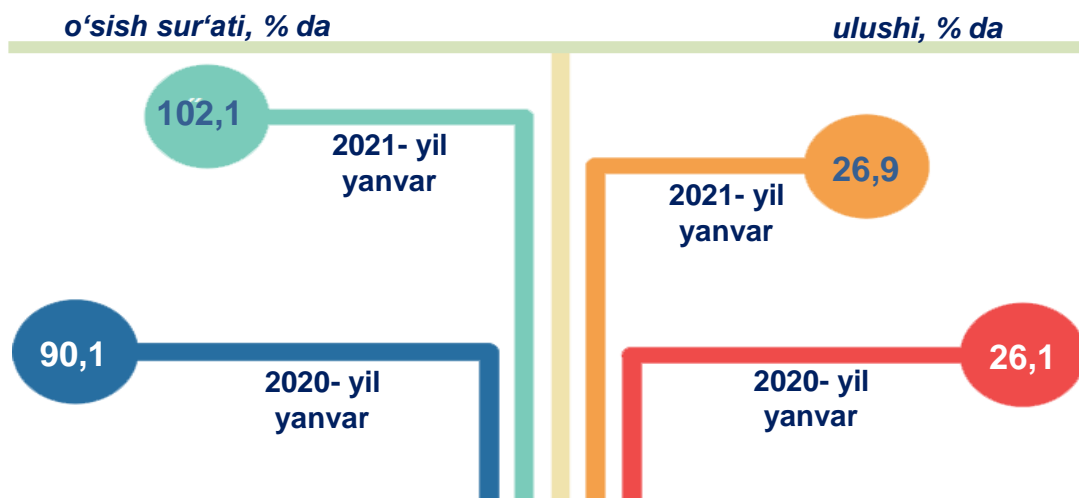 o‘sish sur‘ati, % da
ulushi, % da
102,1
2021- yil
yanvar
26,9
2021- yil
yanvar
90,1
2020- yil
yanvar
26,1
2020- yil
yanvar